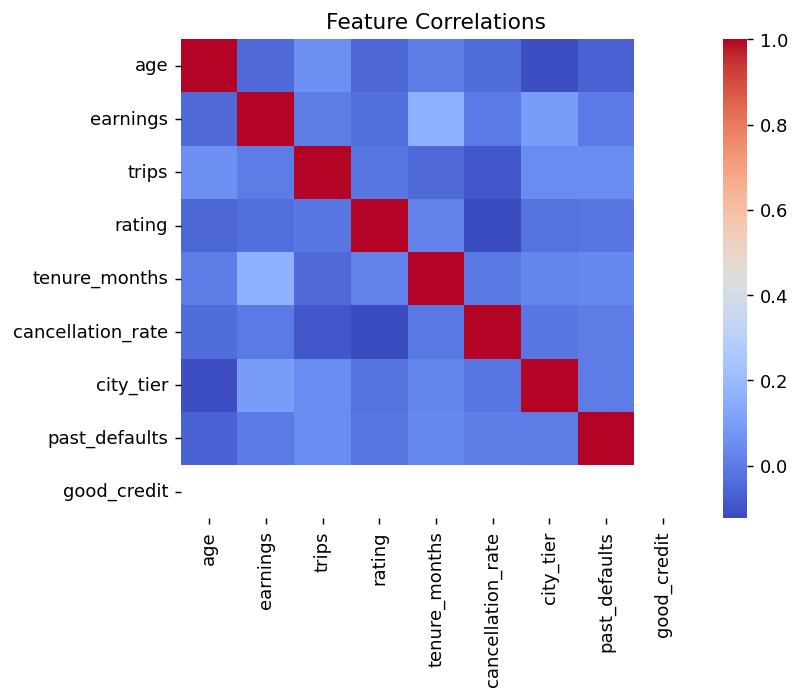 Feature Correlations
age
earnings
trips
rating
tenure_months
cancellation_rate
city_tier
past_defaults
good_credit
age
earnings
trips
rating
tenure_months
cancellation_rate
city_tier
past_defaults
good_credit
1.0
0.8
0.6
0.4
0.2
0.0